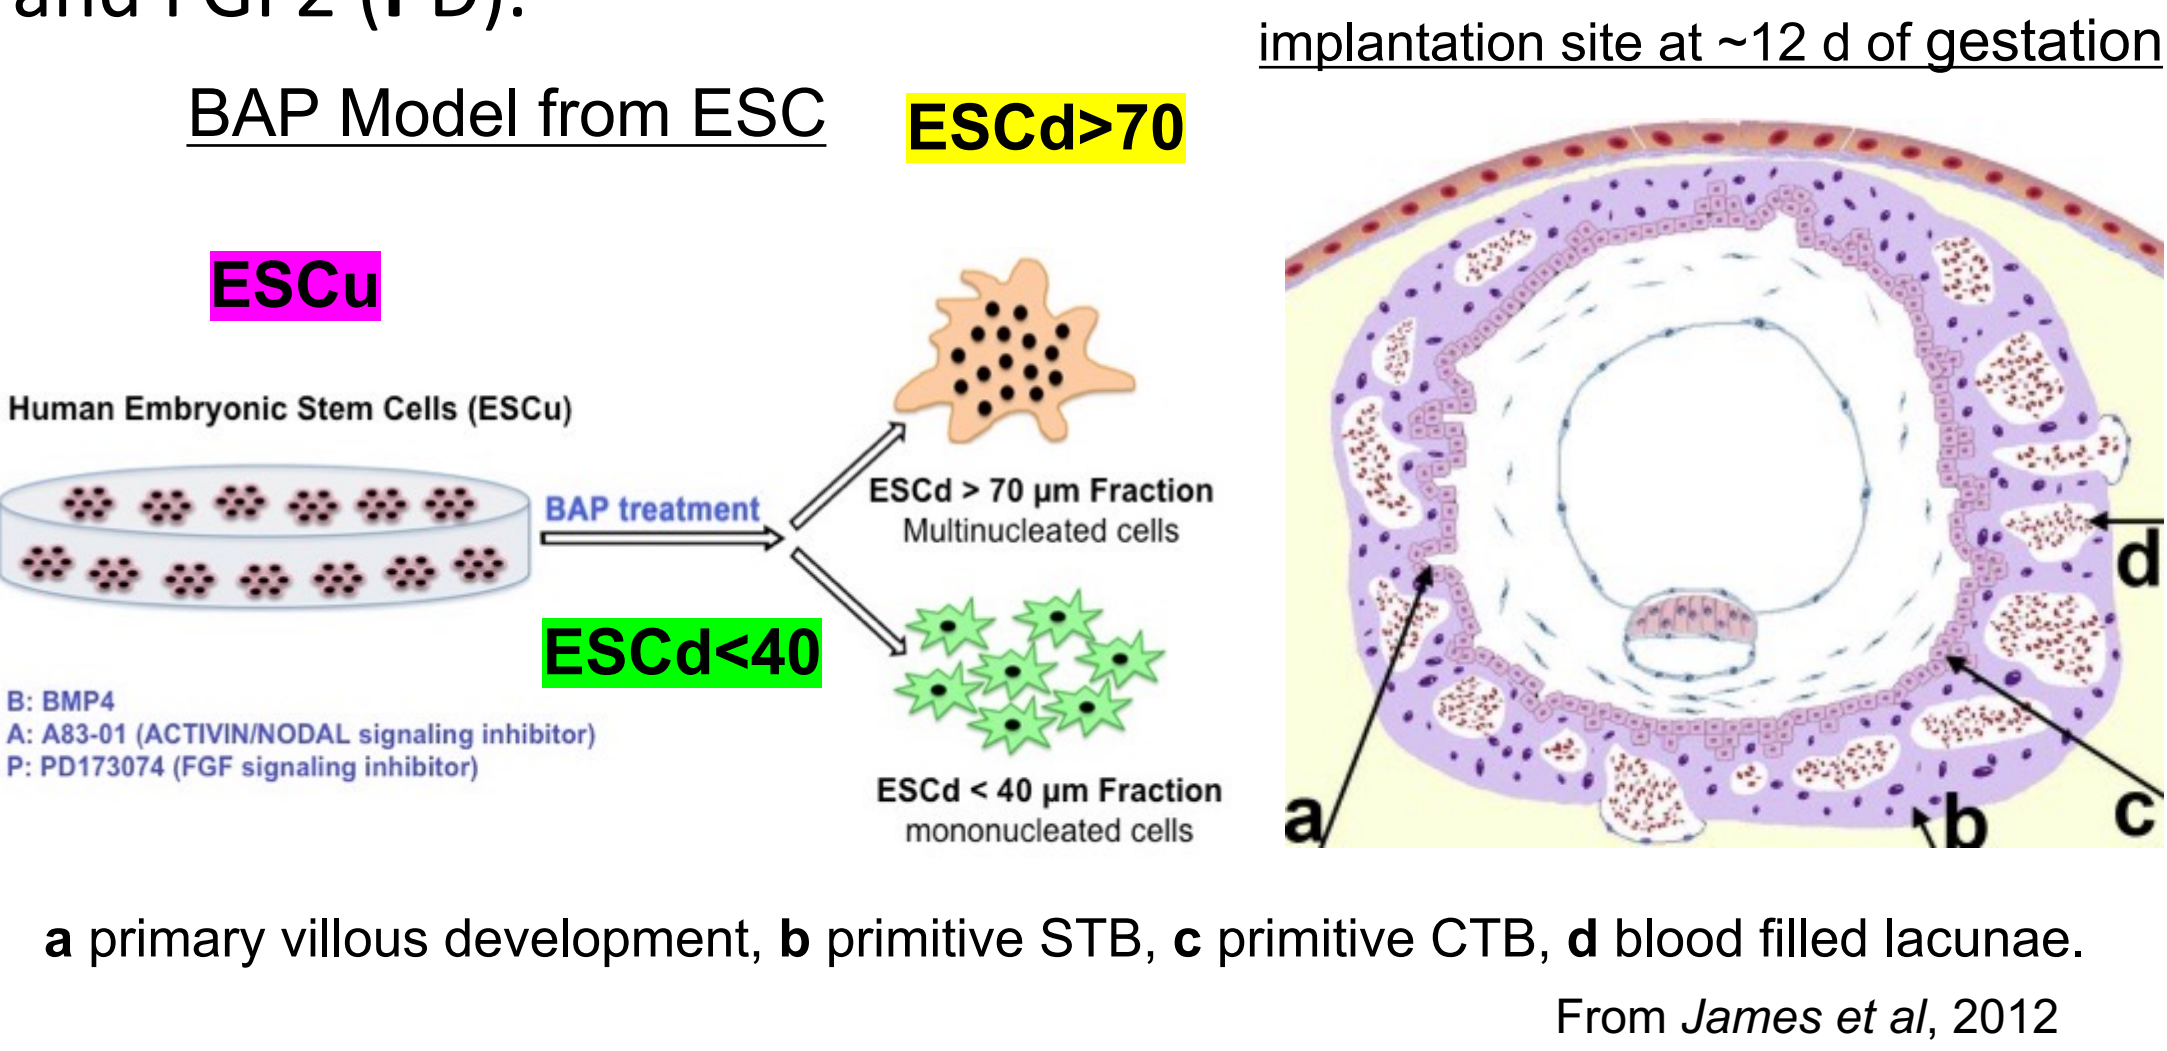 and FGF2 (PD).
implantation site at ~12 d of gestation
BAP Model from ESC
ESCd>70
ESCu
Human Embryonic Stem Cells (ESCu)
BAP treatment
ESCd > 70 µm Fraction
Multinucleated cells
ESCd<40
B: BMP4
A: A83-01 (ACTIVIN/NODAL signaling inhibitor)
P: PD173074 (FGF signaling inhibitor)
ESCd < 40 µm Fraction
mononucleated cells
d
a
b
c
a primary villous development, b primitive STB, c primitive CTB, d blood filled lacunae.
From James et al, 2012